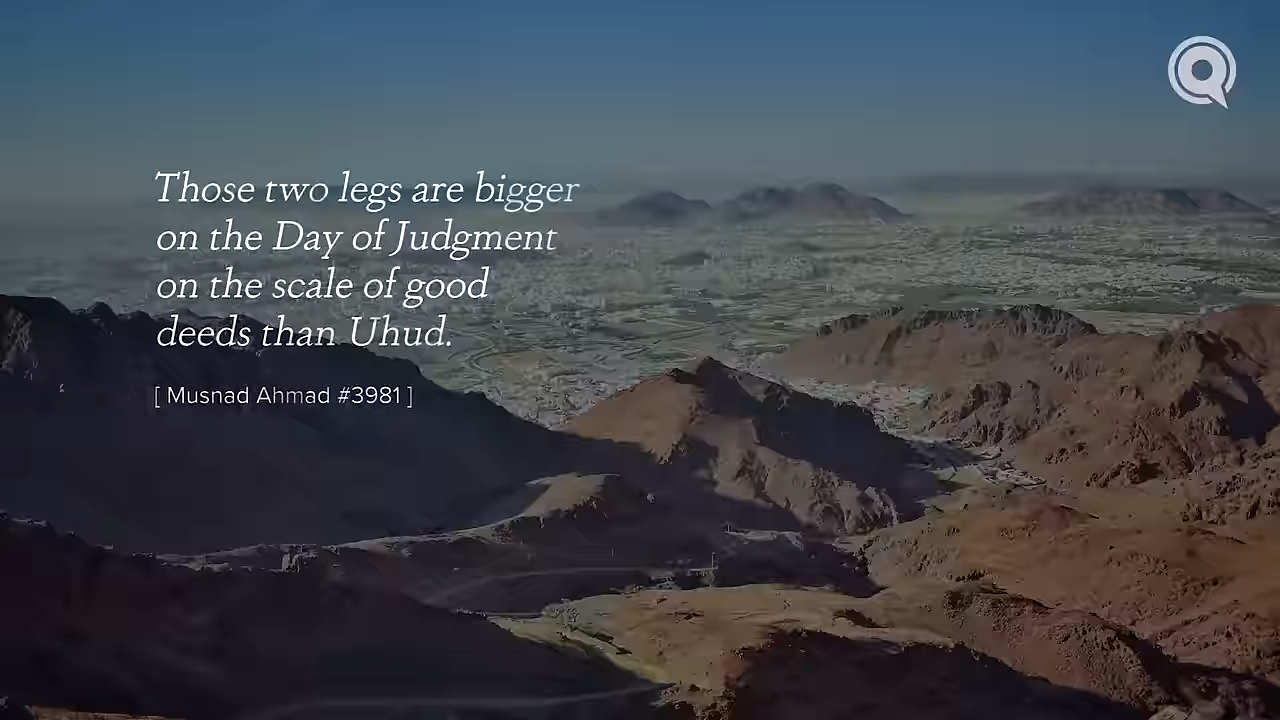 Those two legs are bigger
on the Day of Judgment
on the scale of good
deeds than Uhud.
[ Musnad Ahmad #3981 ]